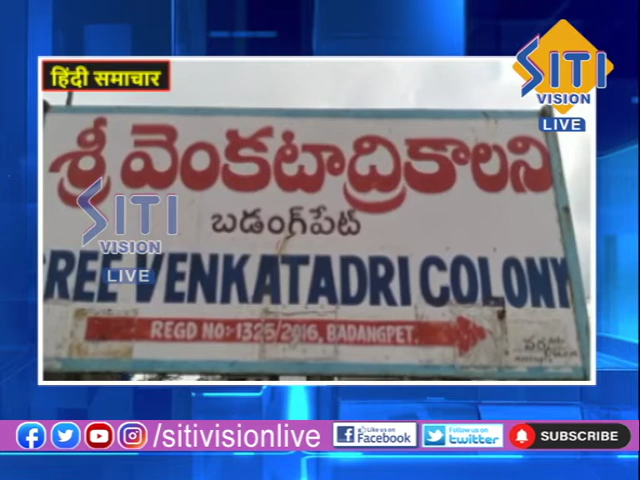 हिंदी समाचार
SITI
VISION
LIVE
శ్రీ వెంకటాద్రి కాలని
బడంగ్‌పేట్
SITI
VISION
LIVE
SREE VENKATADRI COLONY
REGD NO:-1325/2016, BADANGPET.
/sitivisionlive
Like us on
Facebook
Follow us on
twitter
SUBSCRIBE